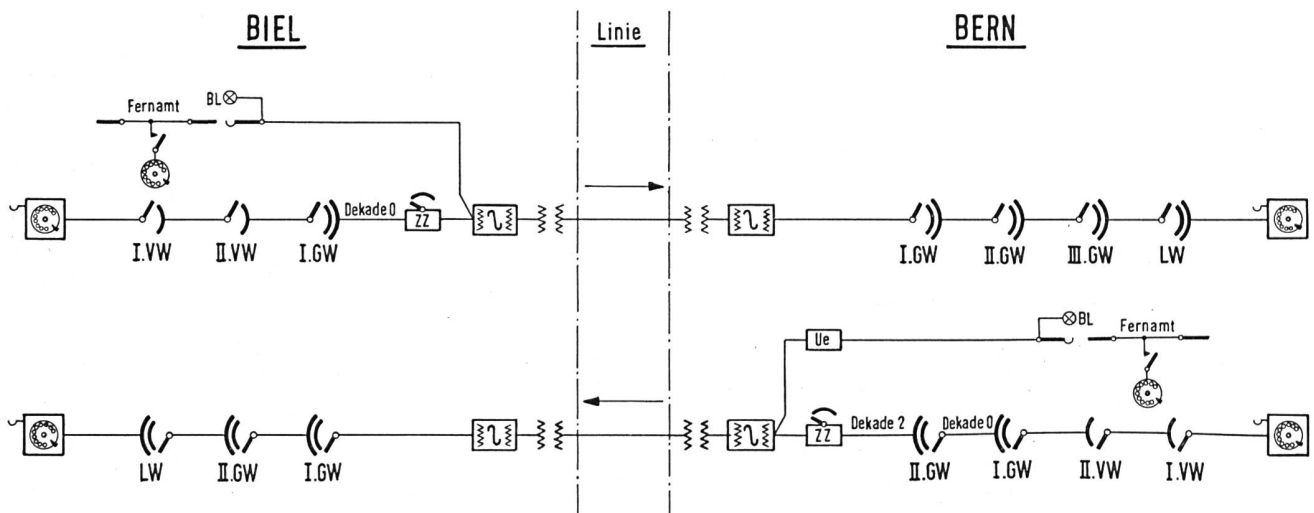 BIEL
Linie
BERN
BL
Fernamt
Dekade 0
ZZ
I.VW
II.VW
I.GW
I.GW
II.GW
III.GW
LW
BL
Ue
Fernamt
Dekade 2
Dekade 0
ZZ
LW
II.GW
I.GW
II.GW
I.GW
II.VW
I.VW